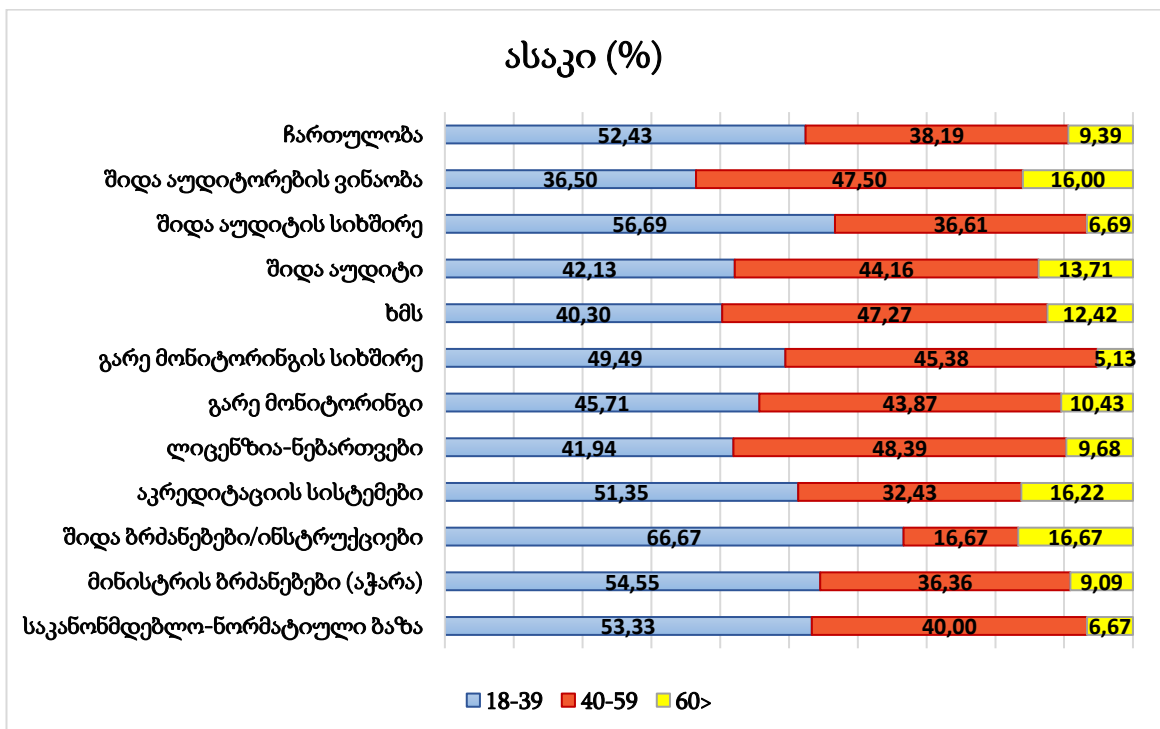 ასაკი (%)
ჩართულობა 52,43 38,19 9,39
შიდა აუდიტორების ვინაობა 36,50 47,50 16,00
შიდა აუდიტის სიხშირე 56,69 36,61 6,69
შიდა აუდიტი 42,13 44,16 13,71
ხმს 40,30 47,27 12,42
გარე მონიტორინგის სიხშირე 49,49 45,38 5,13
გარე მონიტორინგი 45,71 43,87 10,43
ლიცენზია-ნებართვები 41,94 48,39 9,68
აკრედიტაციის სისტემები 51,35 32,43 16,22
შიდა ბრძანებები/ინსტრუქციები 66,67 16,67 16,67
მინისტრის ბრძანებები (აჭარა) 54,55 36,36 9,09
საკანონმდებლო-ნორმატიული ბაზა 53,33 40,00 6,67
18-39 40-59 60>